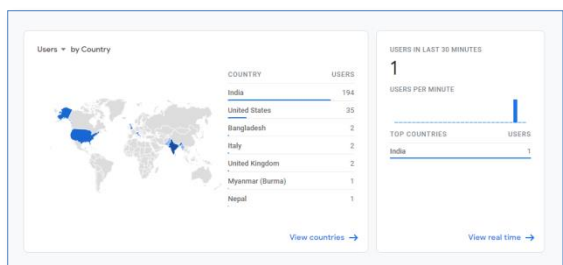 Users ▼ by Country
COUNTRY USERS
India 194
United States 35
Bangladesh 2
Italy 2
United Kingdom 2
Myanmar (Burma) 1
Nepal 1
View countries →
USERS IN LAST 30 MINUTES
1
USERS PER MINUTE
TOP COUNTRIES USERS
India 1
View real time →